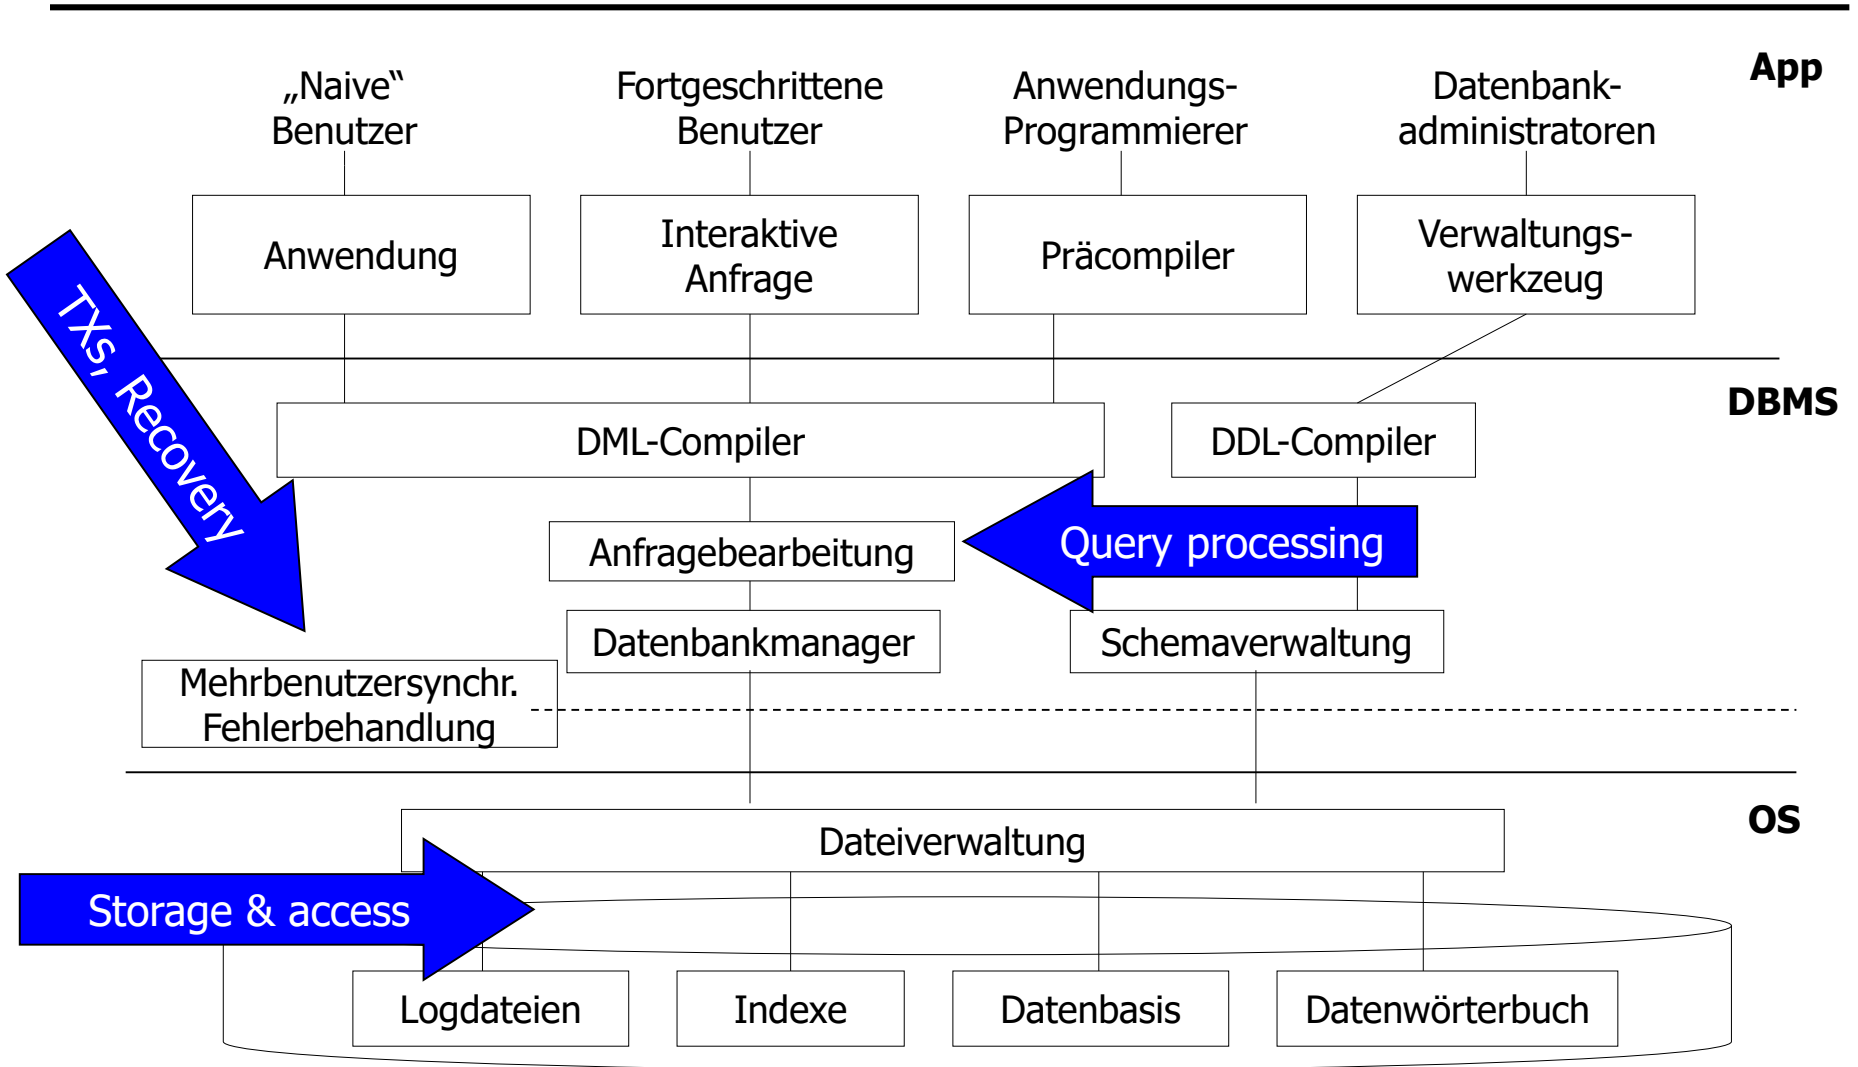 App
„Naive“
Benutzer
Fortgeschrittene
Benutzer
Anwendungs-
Programmierer
Datenbank-
administratoren
Anwendung
Interaktive
Anfrage
Präcompiler
Verwaltungs-
werkzeug
TXs, Recovery
DBMS
DML-Compiler
DDL-Compiler
Anfragebearbeitung
Query processing
Datenbankmanager
Schemaverwaltung
Mehrbenutzersynchr.
Fehlerbehandlung
OS
Dateiverwaltung
Storage & access
Logdateien
Indexe
Datenbasis
Datenwörterbuch